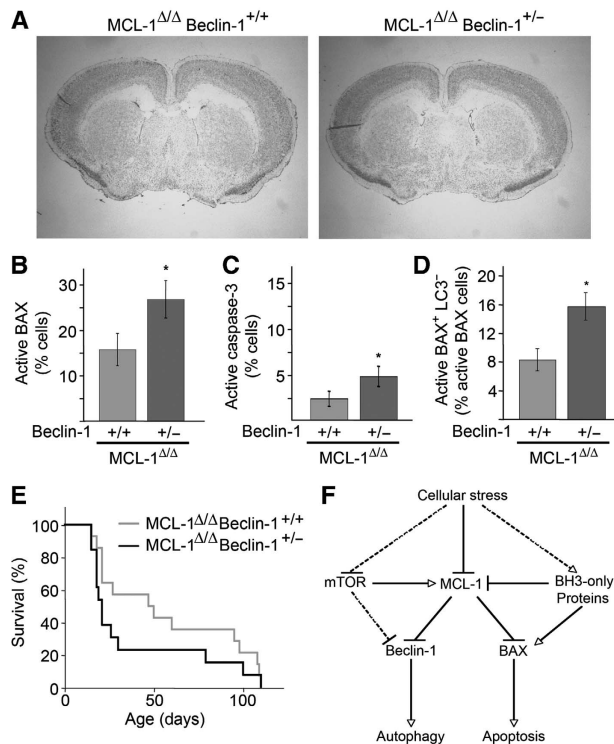 A
MCL-1Δ/Δ Beclin-1+/+
MCL-1Δ/Δ Beclin-1+/−
B
Active BAX
(% cells)
30
20
10
*
Beclin-1
+/+
+/−
MCL-1Δ/Δ
C
Active caspase-3
(% cells)
25
15
5
*
Beclin-1
+/+
+/−
MCL-1Δ/Δ
D
Active BAX+ LC3−
(% active BAX cells)
20
16
12
8
4
*
Beclin-1
+/+
+/−
MCL-1Δ/Δ
E
Survival (%)
100
80
60
40
20
0
0
50
100
Age (days)
MCL-1Δ/Δ Beclin-1+/+
MCL-1Δ/Δ Beclin-1+/−
F
Cellular stress
mTOR
MCL-1
BH3-only
Proteins
Beclin-1
BAX
Autophagy
Apoptosis